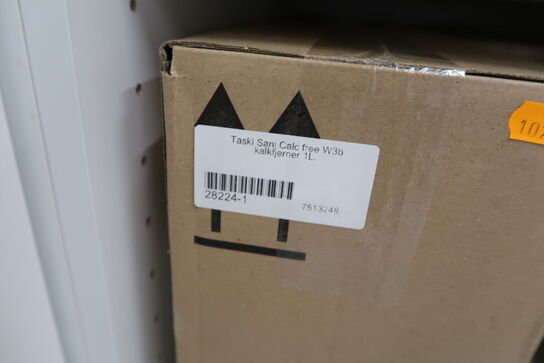 Taski Sani Calc free W3b
kalkfjerner 1L.
28224-1
7513248
102